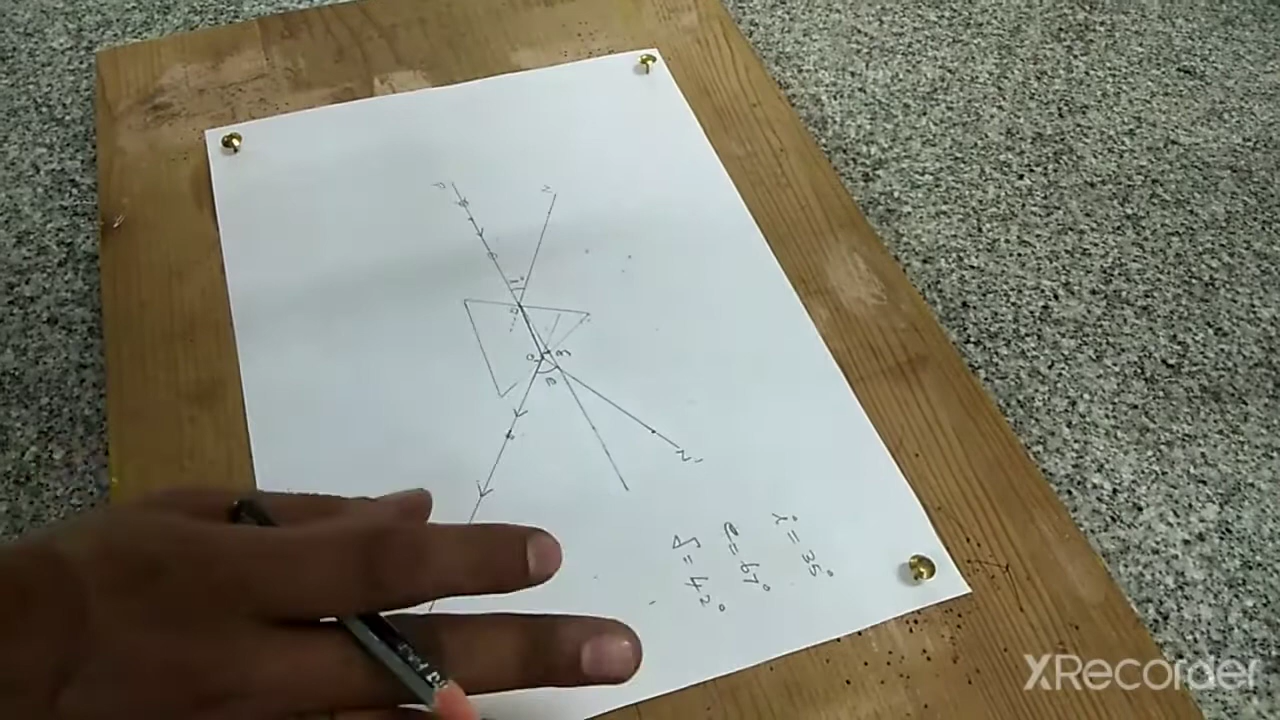 P
N
i
e
N'
i = 35°
e = 67°
δ = 42°
XRecorder